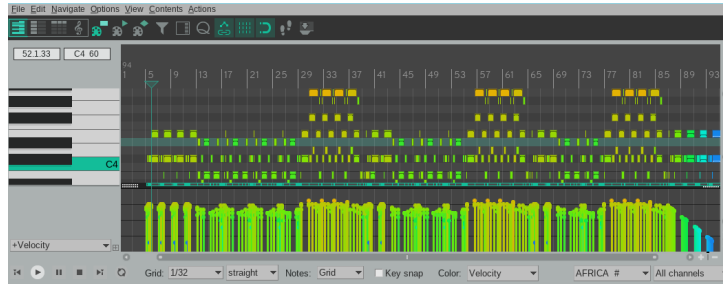 File Edit Navigate Options View Contents Actions
52.1.33 C4 60
94
1 5 9 13 17 21 25 29 33 37 41 45 49 53 57 61 65 69 73 77 81 85 89 93
C4
+Velocity
Grid: 1/32 straight Notes: Grid Key snap Color: Velocity AFRICA # All channels